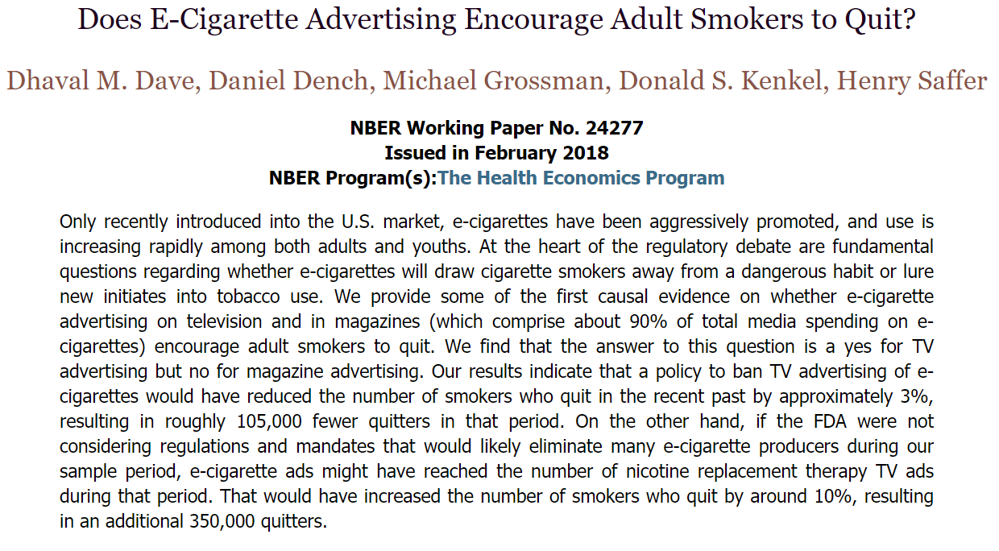 Does E-Cigarette Advertising Encourage Adult Smokers to Quit?
Dhaval M. Dave, Daniel Dench, Michael Grossman, Donald S. Kenkel, Henry Saffer
NBER Working Paper No. 24277
Issued in February 2018
NBER Program(s):The Health Economics Program
Only recently introduced into the U.S. market, e-cigarettes have been aggressively promoted, and use is
increasing rapidly among both adults and youths. At the heart of the regulatory debate are fundamental
questions regarding whether e-cigarettes will draw cigarette smokers away from a dangerous habit or lure
new initiates into tobacco use. We provide some of the first causal evidence on whether e-cigarette
advertising on television and in magazines (which comprise about 90% of total media spending on e-
cigarettes) encourage adult smokers to quit. We find that the answer to this question is a yes for TV
advertising but no for magazine advertising. Our results indicate that a policy to ban TV advertising of e-
cigarettes would have reduced the number of smokers who quit in the recent past by approximately 3%,
resulting in roughly 105,000 fewer quitters in that period. On the other hand, if the FDA were not
considering regulations and mandates that would likely eliminate many e-cigarette producers during our
sample period, e-cigarette ads might have reached the number of nicotine replacement therapy TV ads
during that period. That would have increased the number of smokers who quit by around 10%, resulting
in an additional 350,000 quitters.